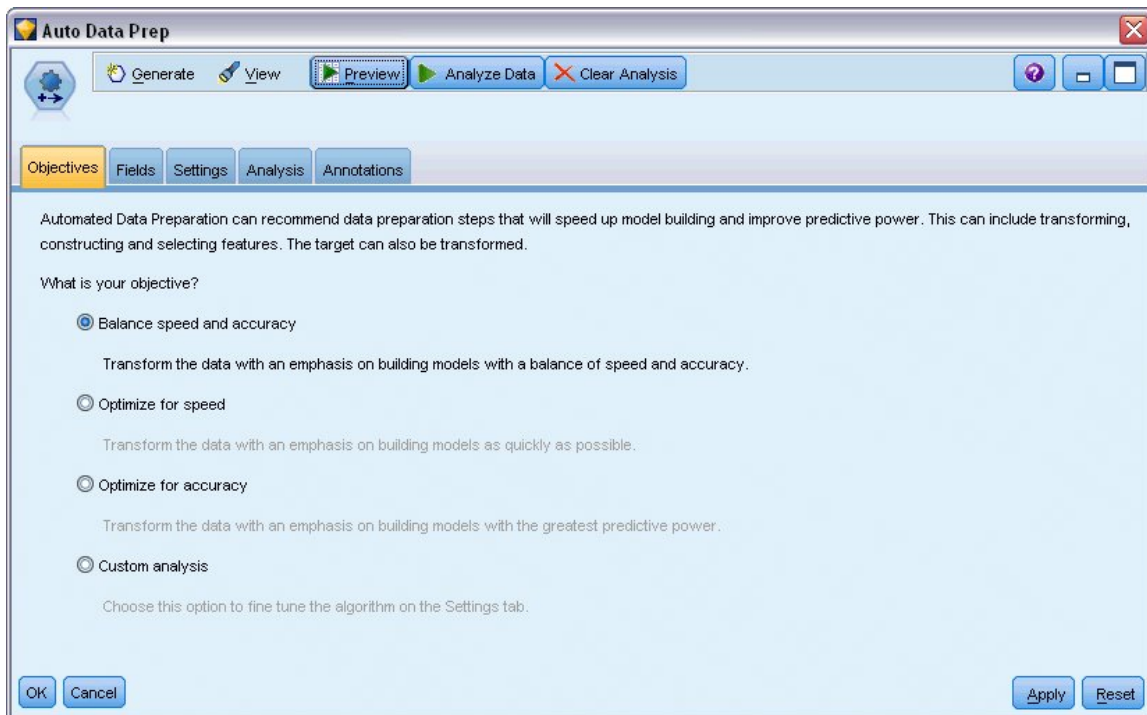 Auto Data Prep
Generate View Preview Analyze Data Clear Analysis
Objectives Fields Settings Analysis Annotations
Automated Data Preparation can recommend data preparation steps that will speed up model building and improve predictive power. This can include transforming,
constructing and selecting features. The target can also be transformed.
What is your objective?
Balance speed and accuracy
Transform the data with an emphasis on building models with a balance of speed and accuracy.
Optimize for speed
Transform the data with an emphasis on building models as quickly as possible.
Optimize for accuracy
Transform the data with an emphasis on building models with the greatest predictive power.
Custom analysis
Choose this option to fine tune the algorithm on the Settings tab.
OK Cancel Apply Reset